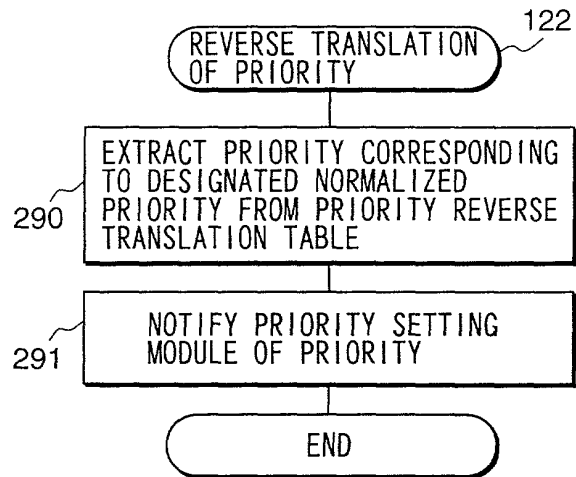 122
REVERSE TRANSLATION
OF PRIORITY
EXTRACT PRIORITY CORRESPONDING
TO DESIGNATED NORMALIZED
PRIORITY FROM PRIORITY REVERSE
TRANSLATION TABLE
290
NOTIFY PRIORITY SETTING
MODULE OF PRIORITY
291
END